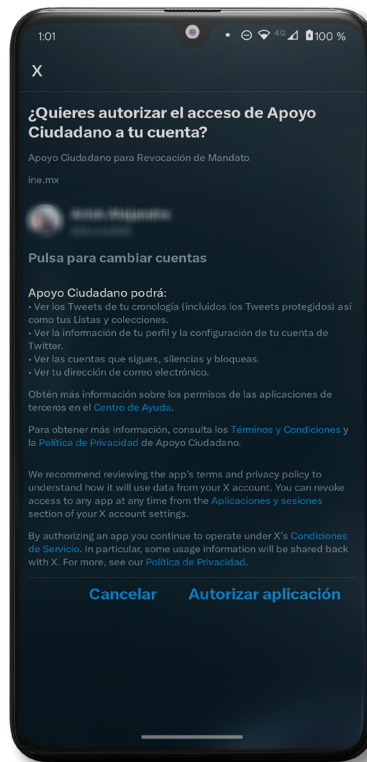 1:01
4G
100 %
X
¿Quieres autorizar el acceso de Apoyo
Ciudadano a tu cuenta?
Apoyo Ciudadano para Revocación de Mandato
ine.mx
Pulsa para cambiar cuentas
Apoyo Ciudadano podrá:
• Ver los Tweets de tu cronología (incluidos los Tweets protegidos) así
como tus Listas y colecciones.
• Ver la información de tu perfil y la configuración de tu cuenta de
Twitter.
• Ver las cuentas que sigues, silencias y bloqueas.
• Ver tu dirección de correo electrónico.
Obtén más información sobre los permisos de las aplicaciones de
terceros en el Centro de Ayuda.
Para obtener más información, consulta los Términos y Condiciones y
la Política de Privacidad de Apoyo Ciudadano.
We recommend reviewing the app's terms and privacy policy to
understand how it will use data from your X account. You can revoke
access to any app at any time from the Aplicaciones y sesiones
section of your X account settings.
By authorizing an app you continue to operate under X's Condiciones
de Servicio. In particular, some usage information will be shared back
with X. For more, see our Política de Privacidad.
Cancelar Autorizar aplicación